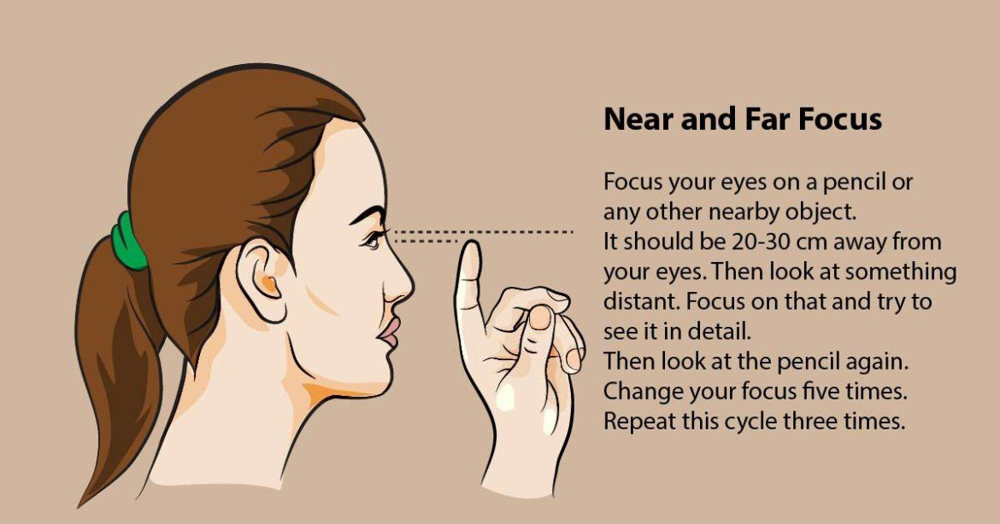 Near and Far Focus
Focus your eyes on a pencil or
any other nearby object.
It should be 20-30 cm away from
your eyes. Then look at something
distant. Focus on that and try to
see it in detail.
Then look at the pencil again.
Change your focus five times.
Repeat this cycle three times.